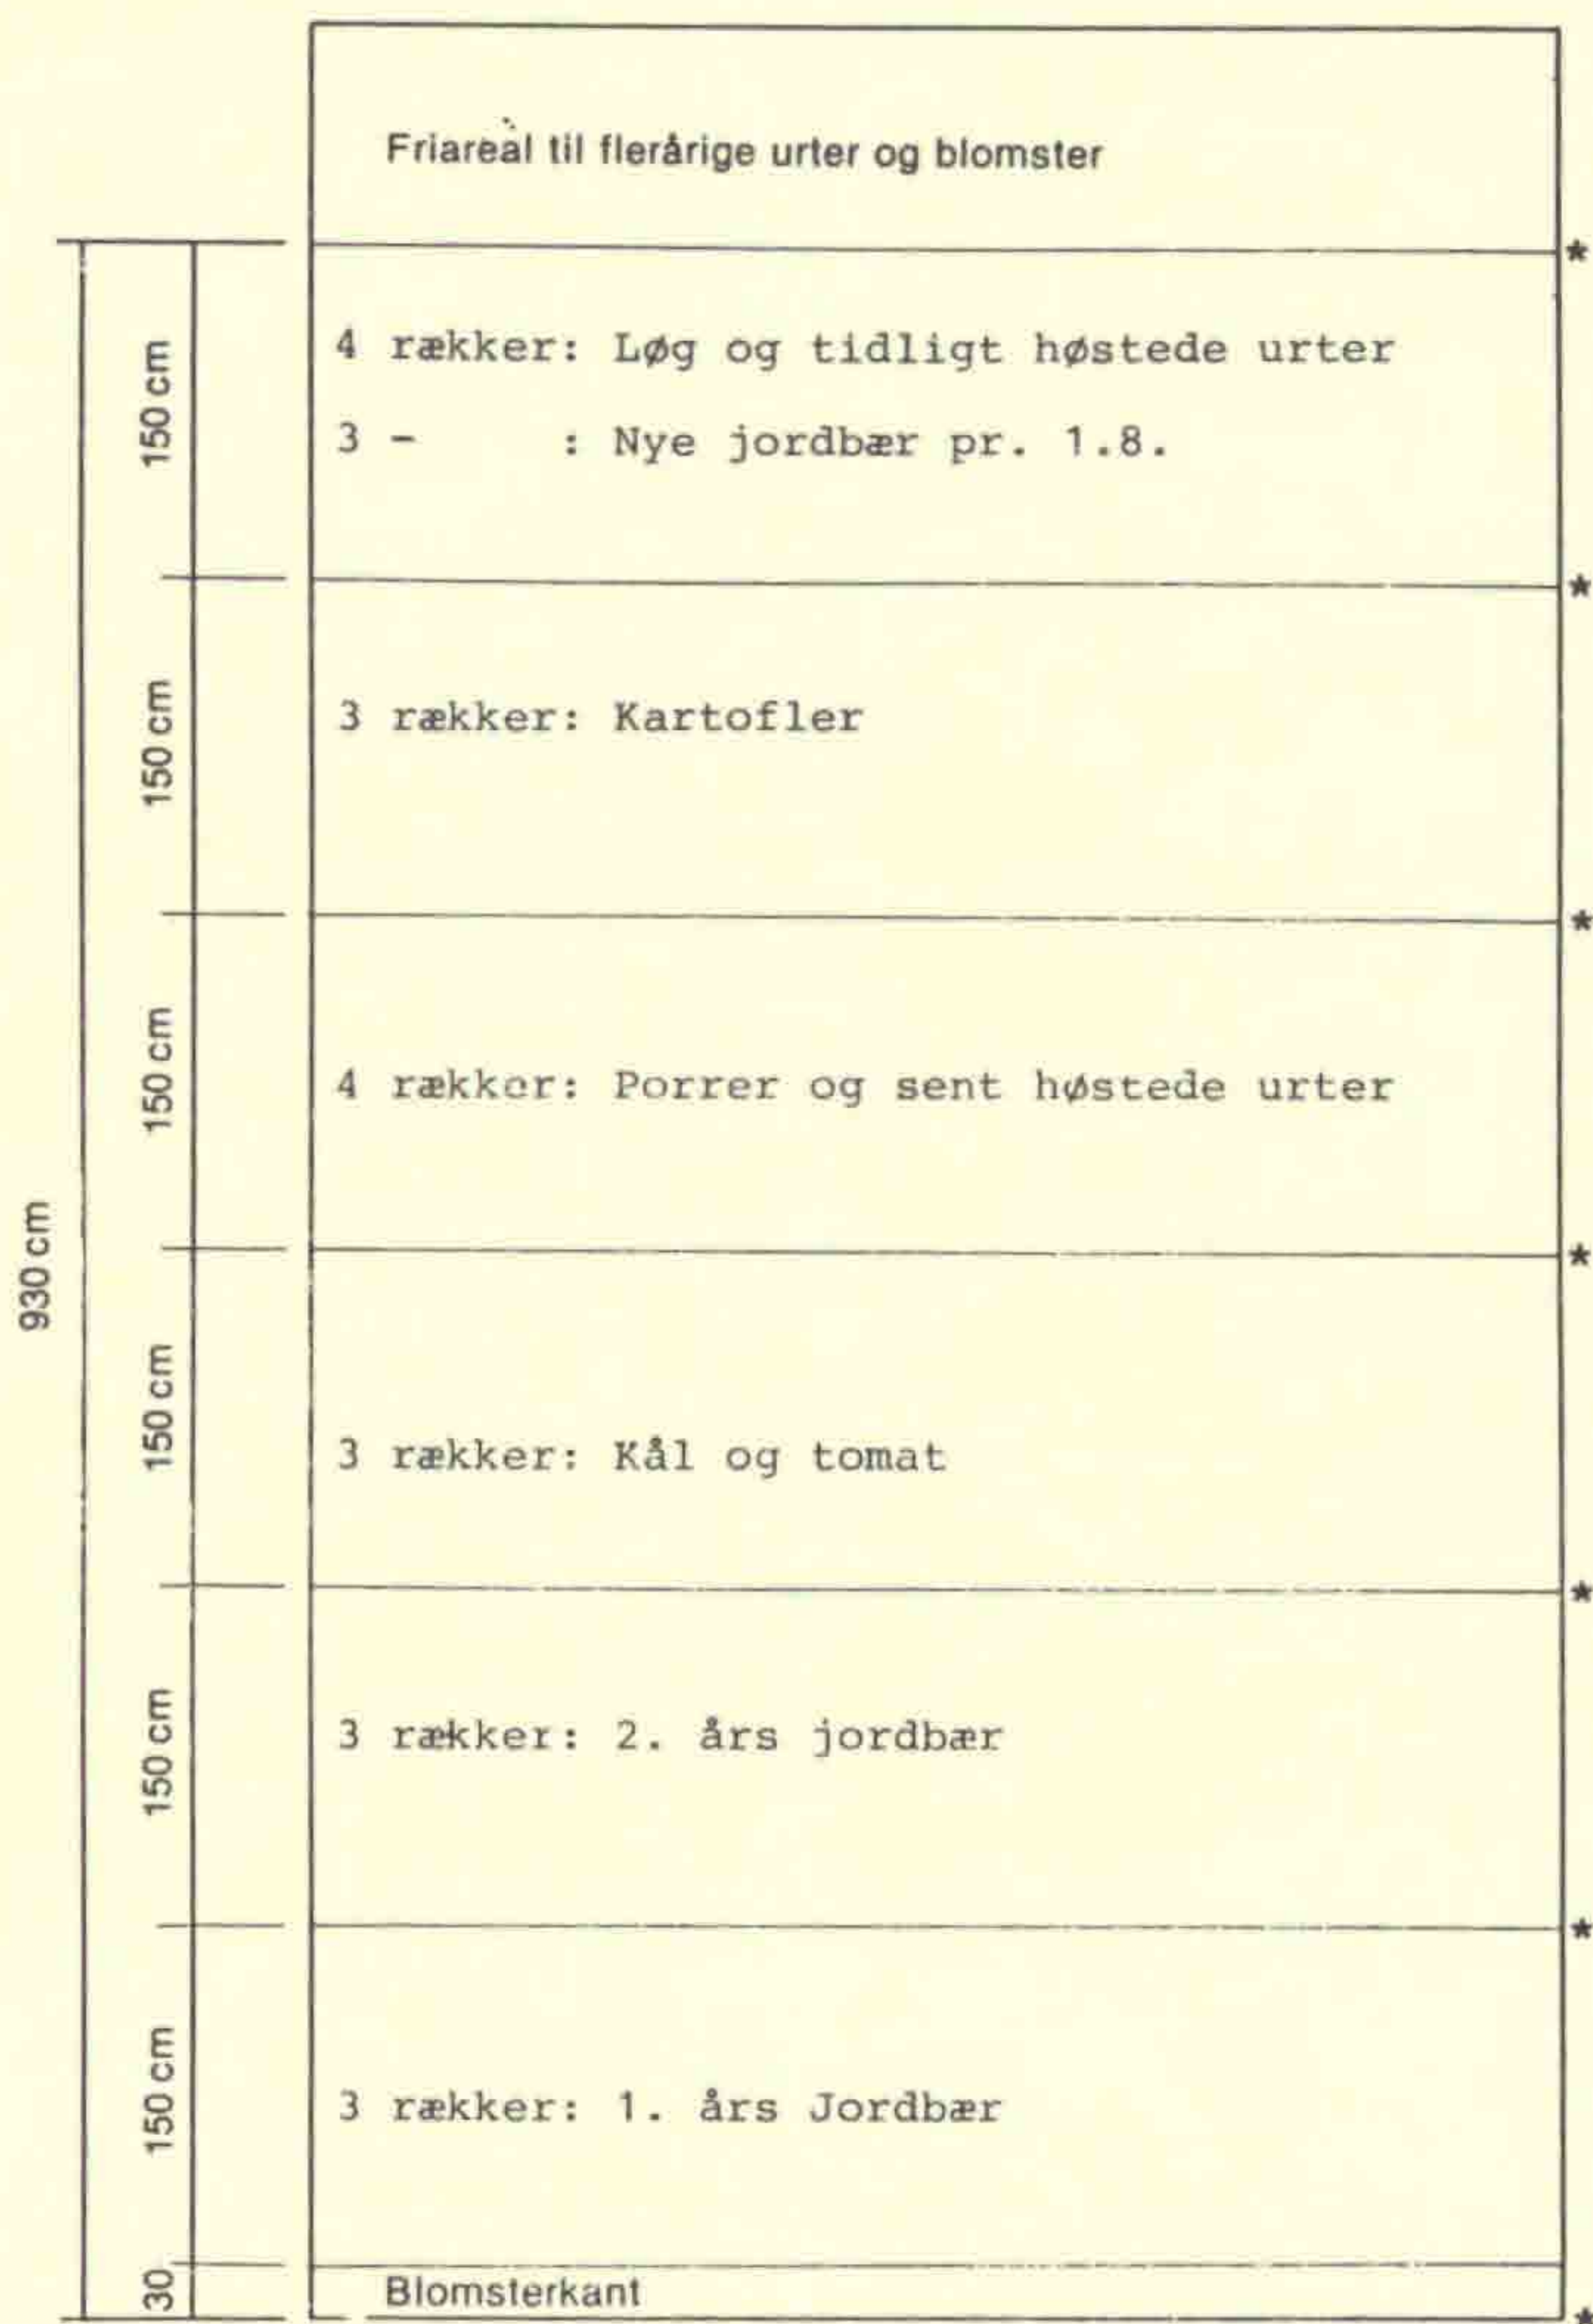 Friareal til flerårige urter og blomster
4 rækker: Løg og tidligt høstede urter
3 - : Nye jordbær pr. 1.8.
3 rækker: Kartofler
4 rækker: Porrer og sent høstede urter
3 rækker: Kål og tomat
3 rækker: 2. års jordbær
3 rækker: 1. års Jordbær
Blomsterkant
930 cm
150 cm
150 cm
150 cm
150 cm
150 cm
150 cm
30
*
*
*
*
*
*
*